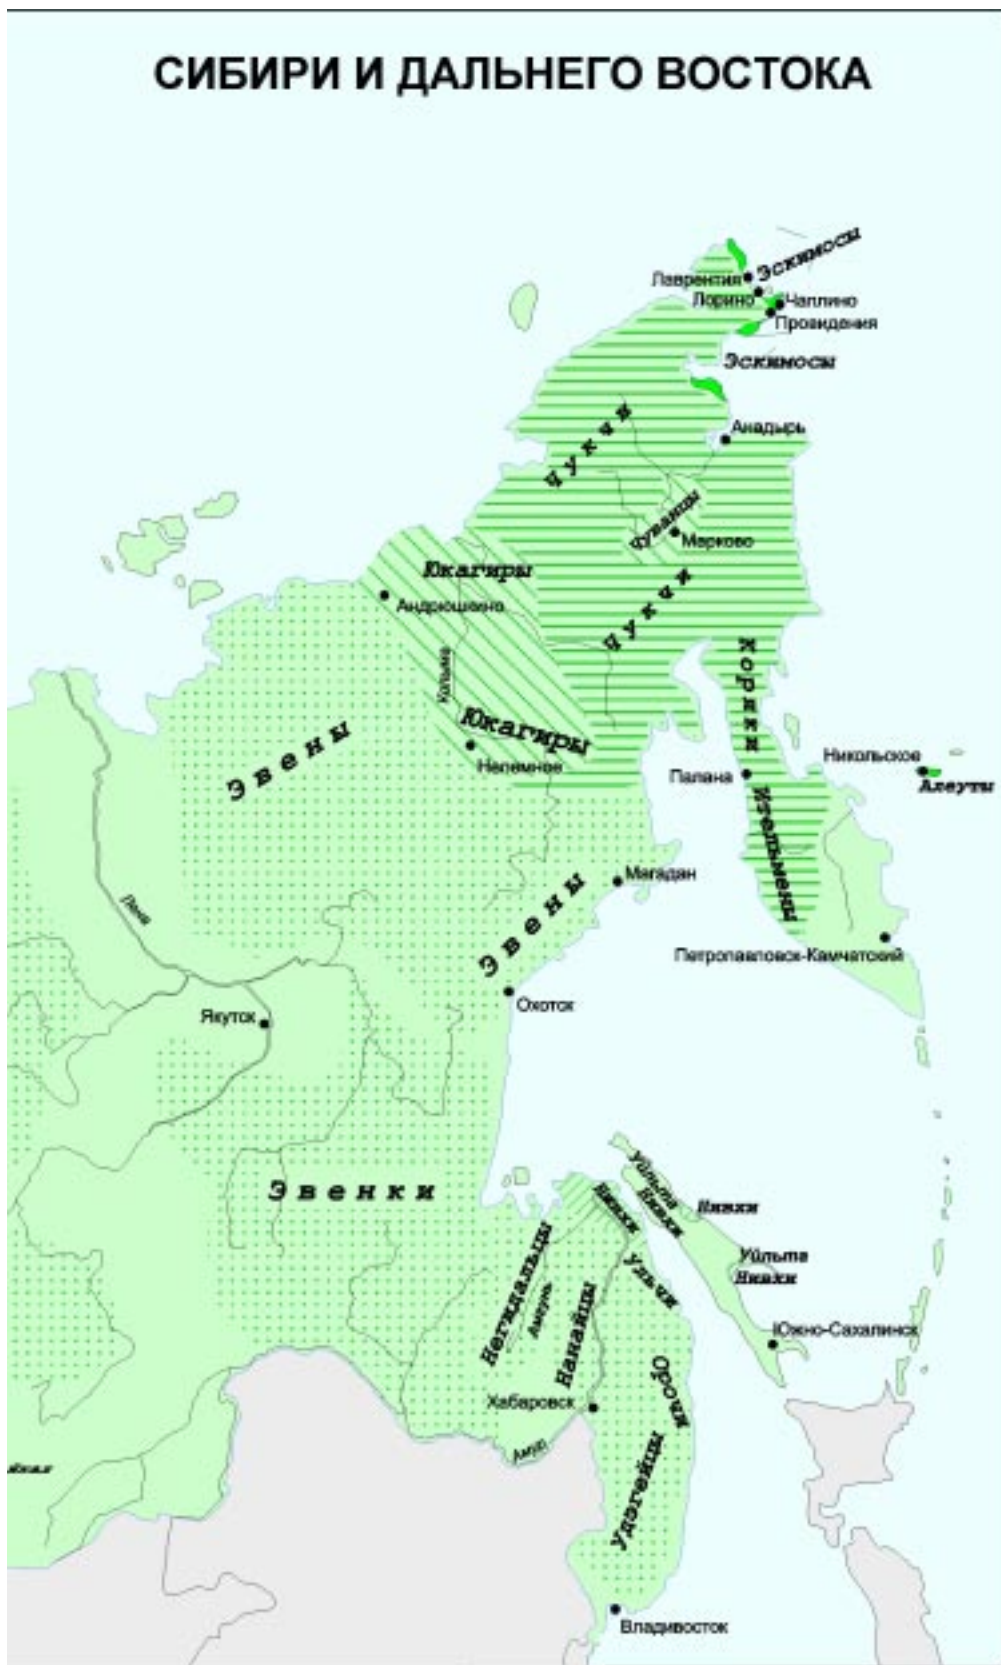 СИБИРИ И ДАЛЬНЕГО ВОСТОКА
Эскимосы
Лаврентия
Лорино
Чаплино
Провидения
Эскимосы
Чукчи
Анадырь
Чуванцы
Марково
Юкагиры
Андрюшкино
Чукчи
Коряки
Колыма
Юкагиры
Нелемное
Эвены
Палана
Никольское
Алеуты
Ительмены
Магадан
Лена
Эвены
Петропавловск-Камчатский
Охотск
Якутск
Уйльта
Нивхи
Нивхи
Эвенки
Нивхи
Уйльта
Нивхи
Негидальцы
Амгунь
Ульчи
Нанайцы
Южно-Сахалинск
Орочи
Хабаровск
Амур
Удэгейцы
Владивосток